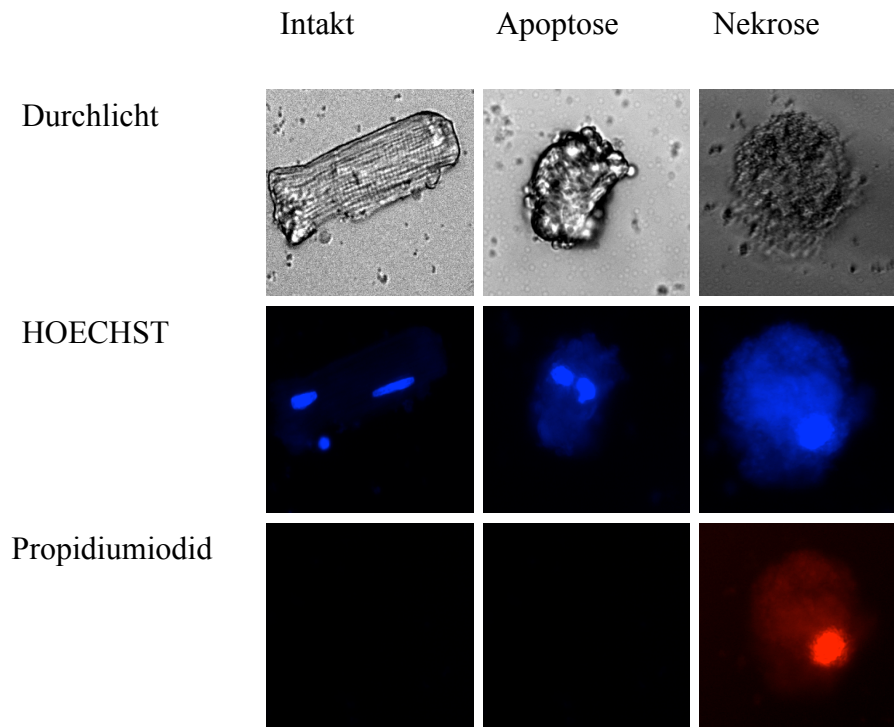 Intakt Apoptose Nekrose
Durchlicht
HOECHST
Propidiumiodid